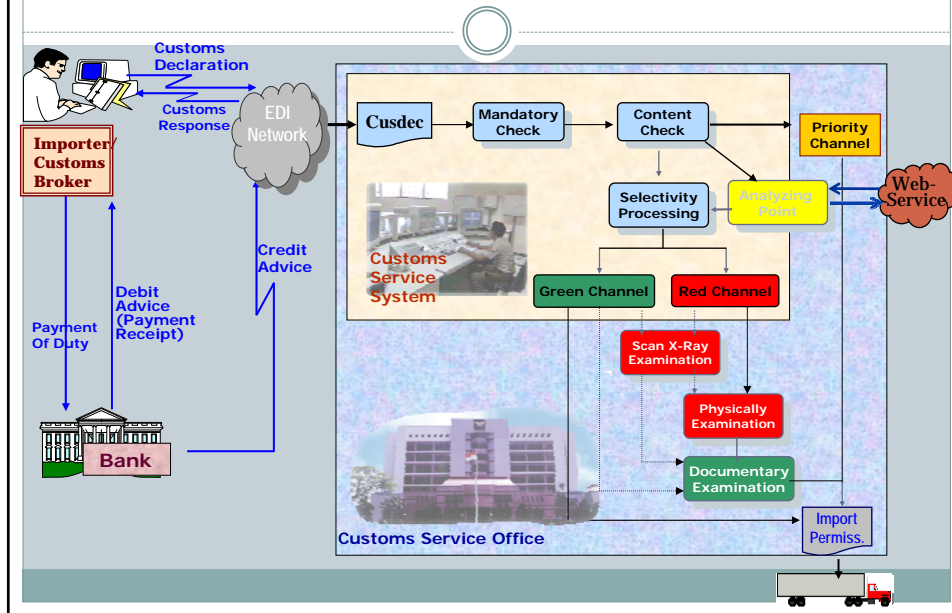 Customs
Declaration
Customs
Response
EDI
Network
Importer/
Customs
Broker
Cusdec
Mandatory
Check
Content
Check
Priority
Channel
Selectivity
Processing
Analyzing
Point
Web-
Service
Customs
Service
System
Green Channel
Red Channel
Credit
Advice
Debit
Advice
(Payment
Receipt)
Payment
Of Duty
Scan X-Ray
Examination
Physically
Examination
Bank
Documentary
Examination
Import
Permiss.
Customs Service Office